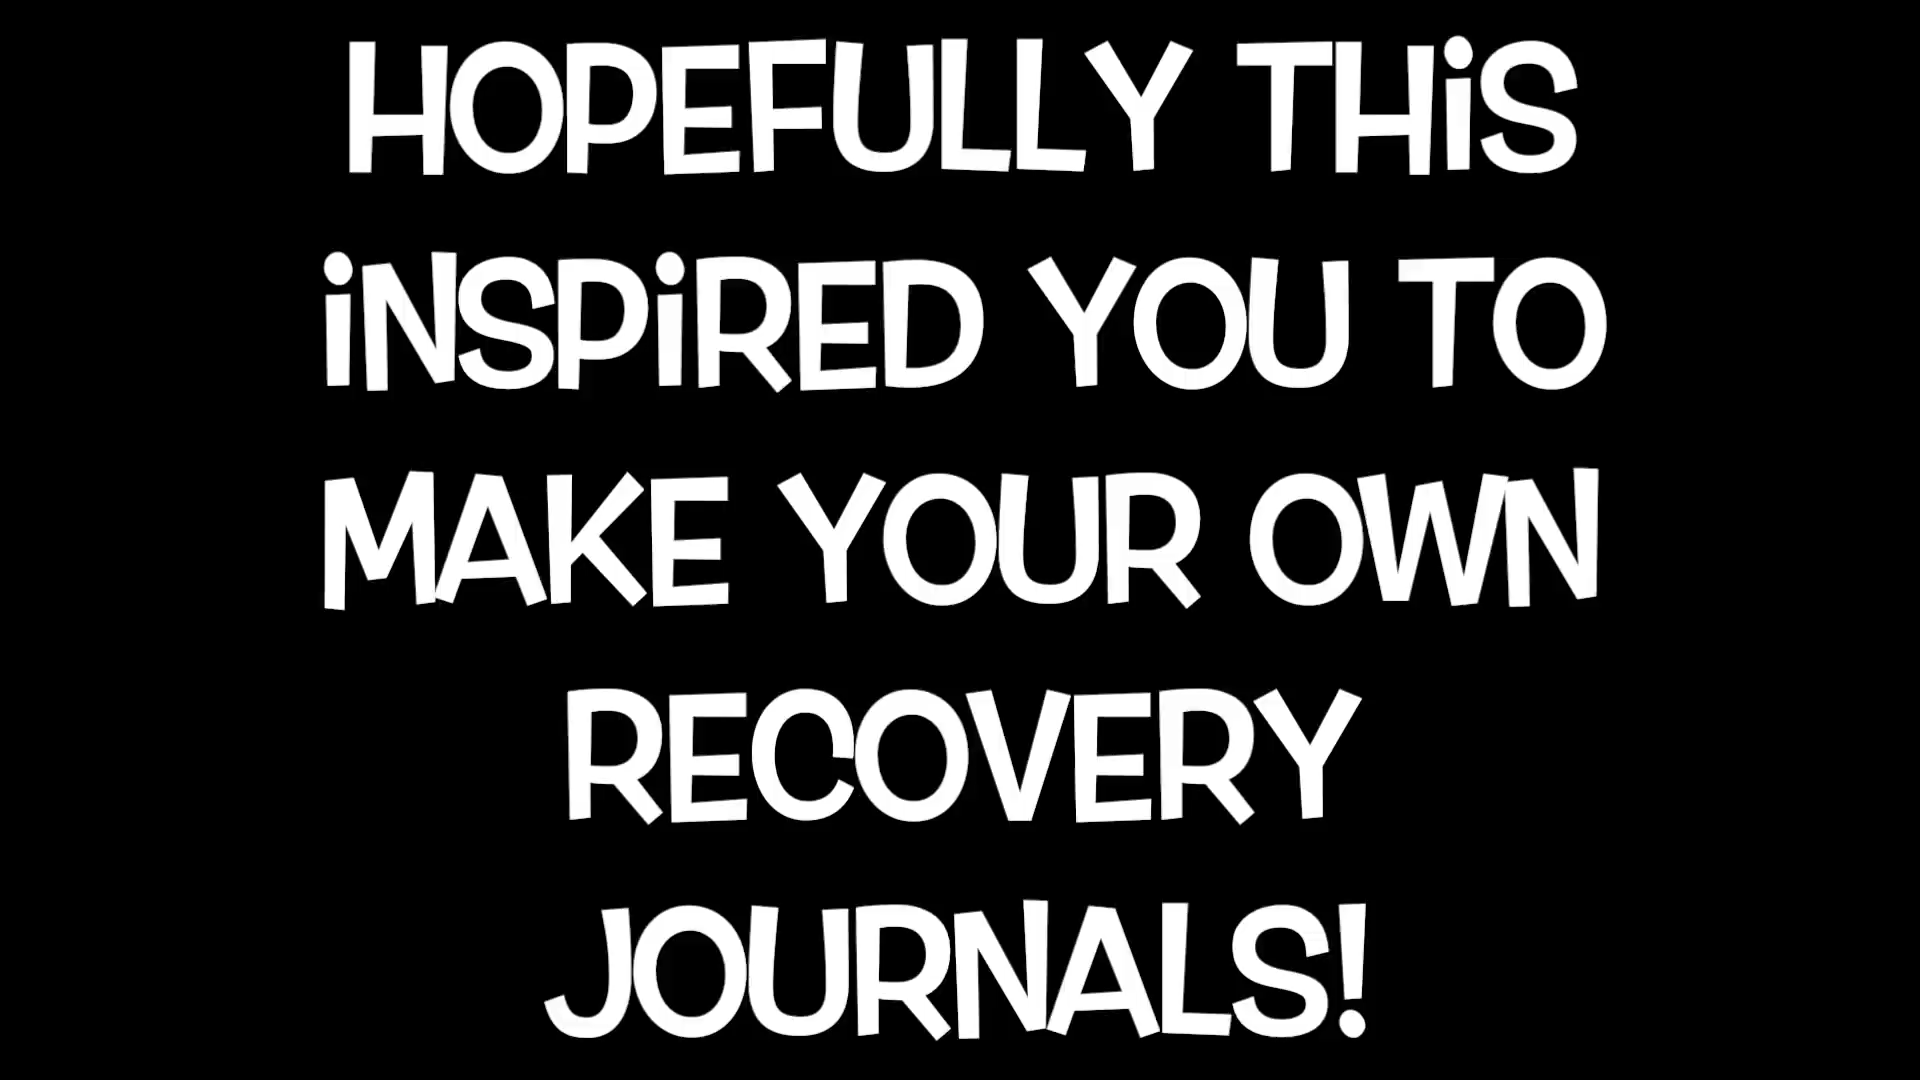 HOPEFULLY THiS
iNSPiRED YOU TO
MAKE YOUR OWN
RECOVERY
JOURNALS!